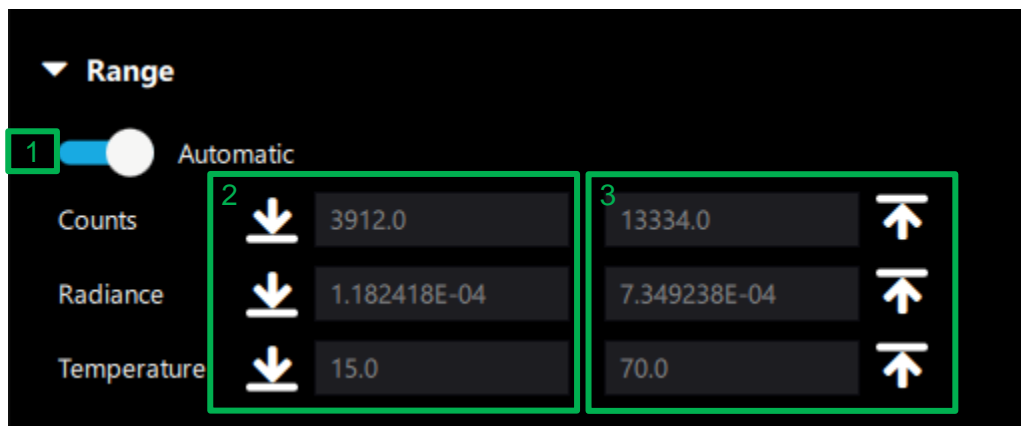 Range
1 Automatic
2 3
Counts 3912.0 13334.0
Radiance 1.182418E-04 7.349238E-04
Temperature 15.0 70.0